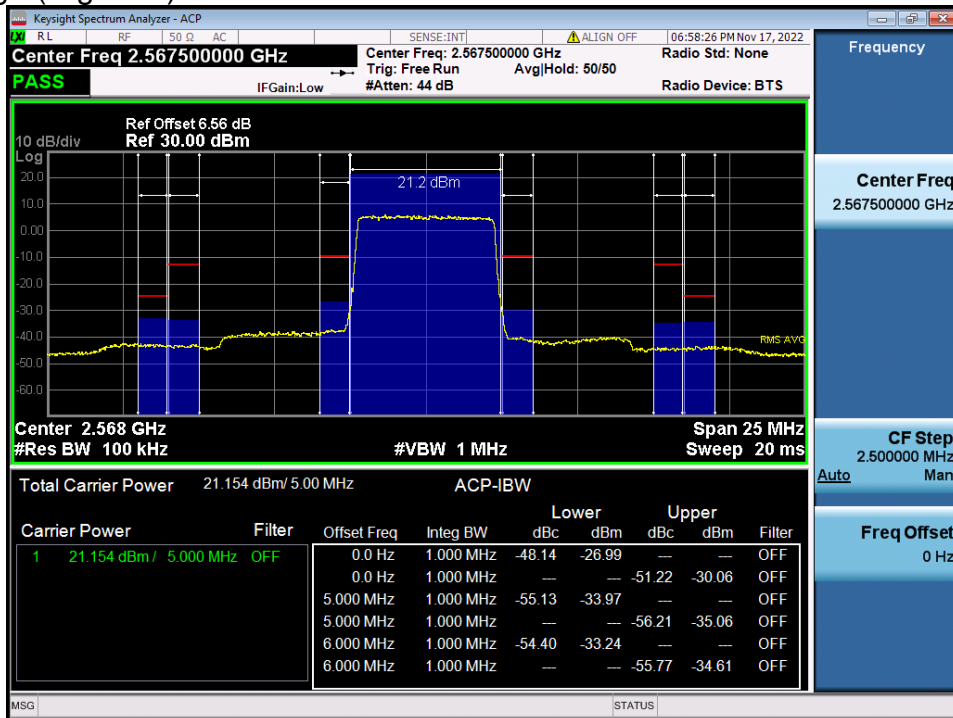 Keysight Spectrum Analyzer - ACP
LXI RL RF 50 Ω AC SENSE:INT ALIGN OFF 06:58:26 PM Nov 17, 2022
Center Freq 2.567500000 GHz
Center Freq: 2.567500000 GHz
Radio Std: None
Trig: Free Run
Avg|Hold: 50/50
PASS
IFGain:Low
#Atten: 44 dB
Radio Device: BTS
Ref Offset 6.56 dB
10 dB/div Ref 30.00 dBm
Log
20.0
10.0
0.00
-10.0
-20.0
-30.0
-40.0
-50.0
-60.0
21.2 dBm
RMS AVG
Center 2.568 GHz Span 25 MHz
#Res BW 100 kHz #VBW 1 MHz Sweep 20 ms
Total Carrier Power 21.154 dBm/ 5.00 MHz ACP-IBW
Lower Upper
Carrier Power Filter Offset Freq Integ BW dBc dBm dBc dBm Filter
1 21.154 dBm / 5.000 MHz OFF 0.0 Hz 1.000 MHz -48.14 -26.99 --- --- OFF
0.0 Hz 1.000 MHz --- --- -51.22 -30.06 OFF
5.000 MHz 1.000 MHz -55.13 -33.97 --- --- OFF
5.000 MHz 1.000 MHz --- --- -56.21 -35.06 OFF
6.000 MHz 1.000 MHz -54.40 -33.24 --- --- OFF
6.000 MHz 1.000 MHz --- --- -55.77 -34.61 OFF
Frequency
Center Freq
2.567500000 GHz
CF Step
2.500000 MHz
Auto Man
Freq Offset
0 Hz
MSG STATUS